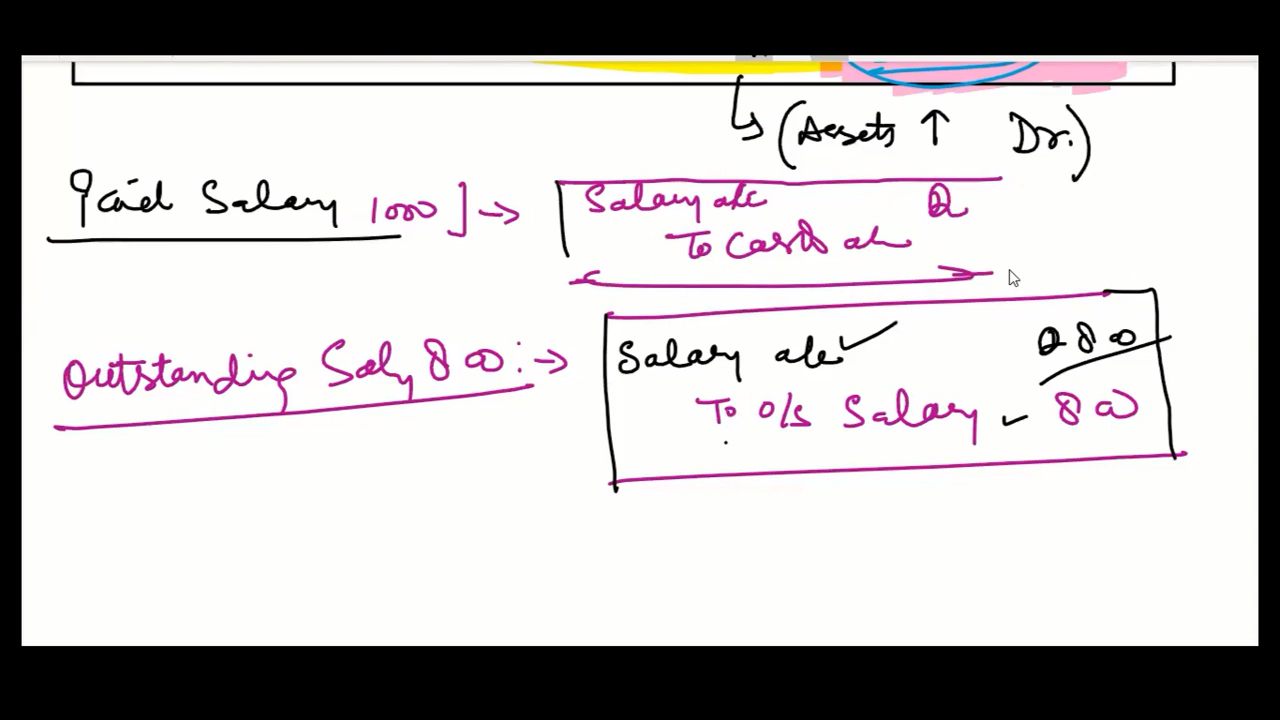 (Assets ↑ Dr.)
Paid Salary 1000] → Salary a/c Dr
To Cash a/c
Outstanding Saly 800 : → Salary a/c ✓ Dr 800
To O/S Salary ✓ 800